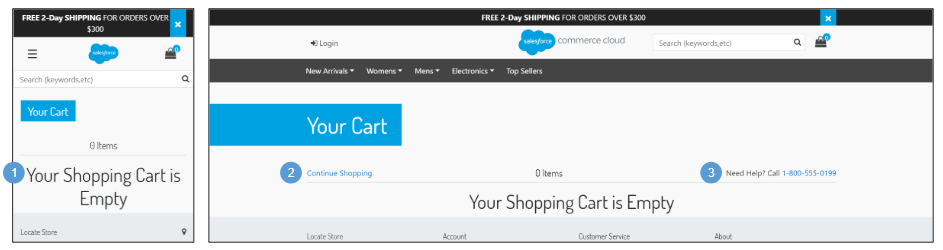 FREE 2-Day SHIPPING FOR ORDERS OVER
$300
×
salesforce
0
Search (keywords,etc)
Your Cart
0 Items
1
Your Shopping Cart is
Empty
Locate Store
FREE 2-Day SHIPPING FOR ORDERS OVER $300
×
Login
salesforce commerce cloud
Search (keywords,etc)
0
New Arrivals Womens Mens Electronics Top Sellers
Your Cart
2 Continue Shopping
0 Items
3 Need Help? Call 1-800-555-0199
Your Shopping Cart is Empty
Locate Store Account Customer Service About